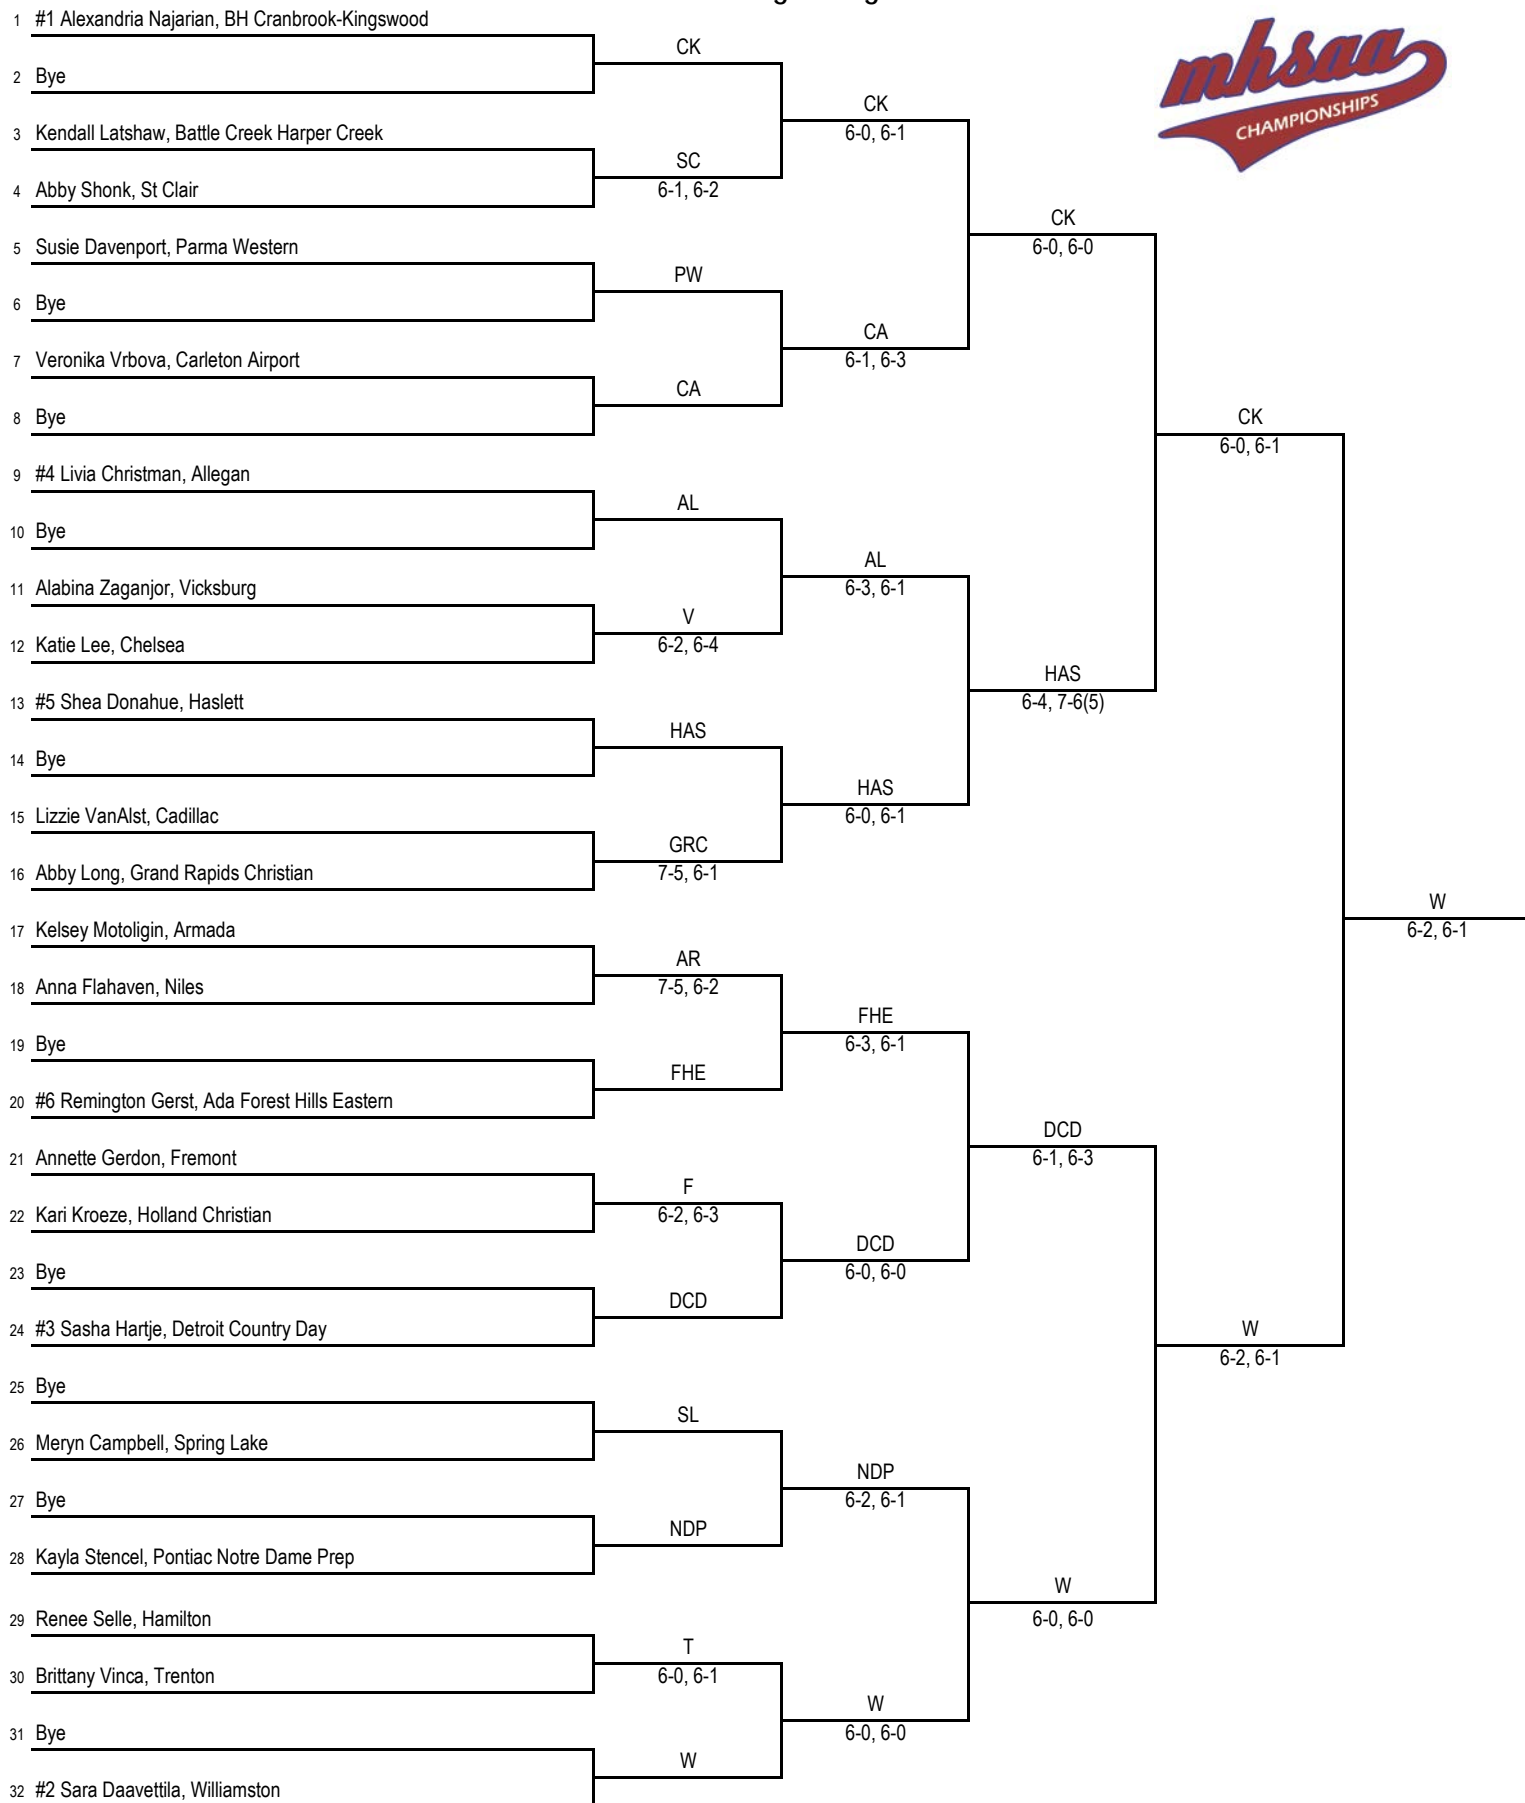 1 #1 Alexandria Najarian, BH Cranbrook-Kingswood
CK
2 Bye
CK
6-0, 6-1
3 Kendall Latshaw, Battle Creek Harper Creek
SC
6-1, 6-2
4 Abby Shonk, St Clair
CK
6-0, 6-0
5 Susie Davenport, Parma Western
PW
6 Bye
CA
6-1, 6-3
7 Veronika Vrbova, Carleton Airport
CA
8 Bye
CK
6-0, 6-1
9 #4 Livia Christman, Allegan
AL
10 Bye
AL
6-3, 6-1
11 Alabina Zaganjor, Vicksburg
V
6-2, 6-4
12 Katie Lee, Chelsea
HAS
6-4, 7-6(5)
13 #5 Shea Donahue, Haslett
HAS
14 Bye
HAS
6-0, 6-1
15 Lizzie VanAlst, Cadillac
GRC
7-5, 6-1
16 Abby Long, Grand Rapids Christian
W
6-2, 6-1
17 Kelsey Motoligin, Armada
AR
7-5, 6-2
18 Anna Flahaven, Niles
FHE
6-3, 6-1
19 Bye
FHE
20 #6 Remington Gerst, Ada Forest Hills Eastern
DCD
6-1, 6-3
21 Annette Gerdon, Fremont
F
6-2, 6-3
22 Kari Kroeze, Holland Christian
DCD
6-0, 6-0
23 Bye
DCD
24 #3 Sasha Hartje, Detroit Country Day
W
6-2, 6-1
25 Bye
SL
26 Meryn Campbell, Spring Lake
NDP
6-2, 6-1
27 Bye
NDP
28 Kayla Stencel, Pontiac Notre Dame Prep
W
6-0, 6-0
29 Renee Selle, Hamilton
T
6-0, 6-1
30 Brittany Vinca, Trenton
W
6-0, 6-0
31 Bye
W
32 #2 Sara Daavettila, Williamston
mhsaa
CHAMPIONSHIPS